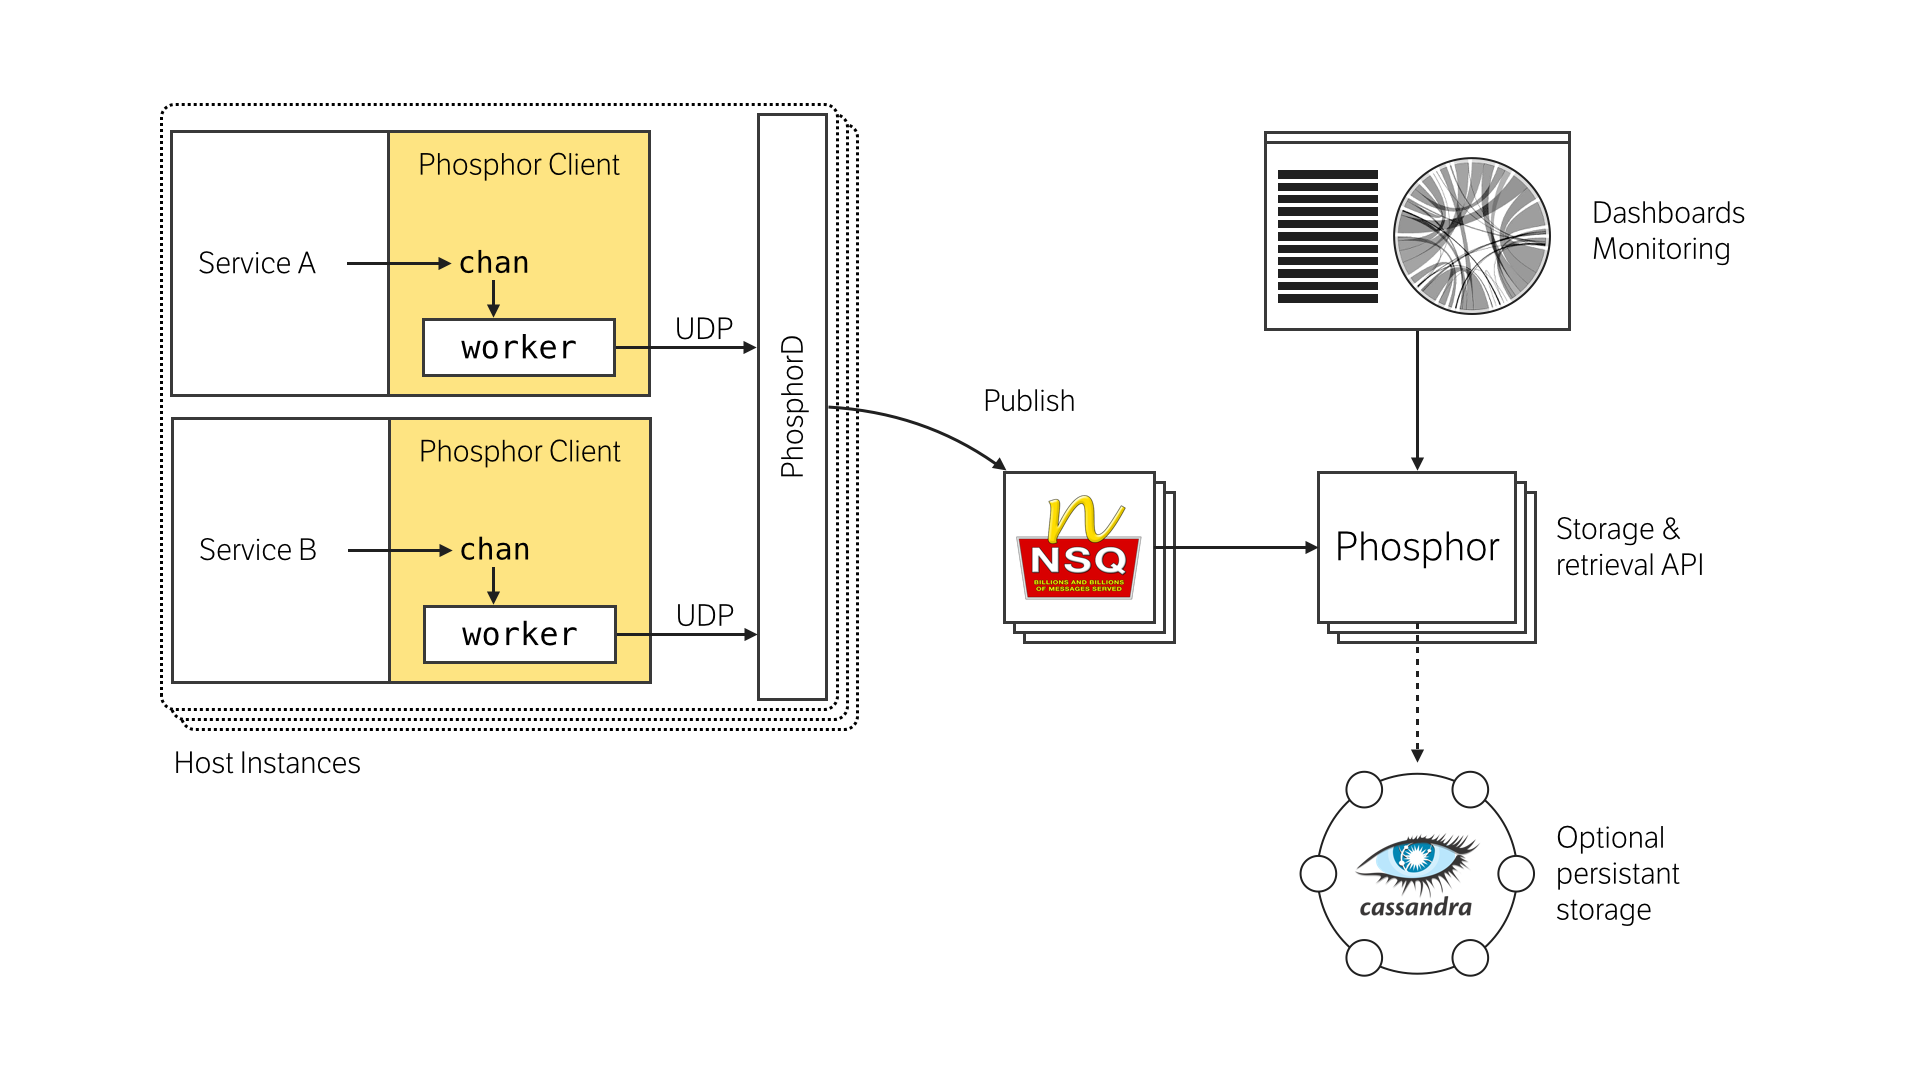 Phosphor Client
Service A
chan
worker
UDP
Phosphor Client
Service B
chan
worker
UDP
PhosphorD
Host Instances
Publish
n
NSQ
BILLIONS AND BILLIONS
OF MESSAGES SERVED
Dashboards
Monitoring
Phosphor
Storage &
retrieval API
cassandra
Optional
persistant
storage